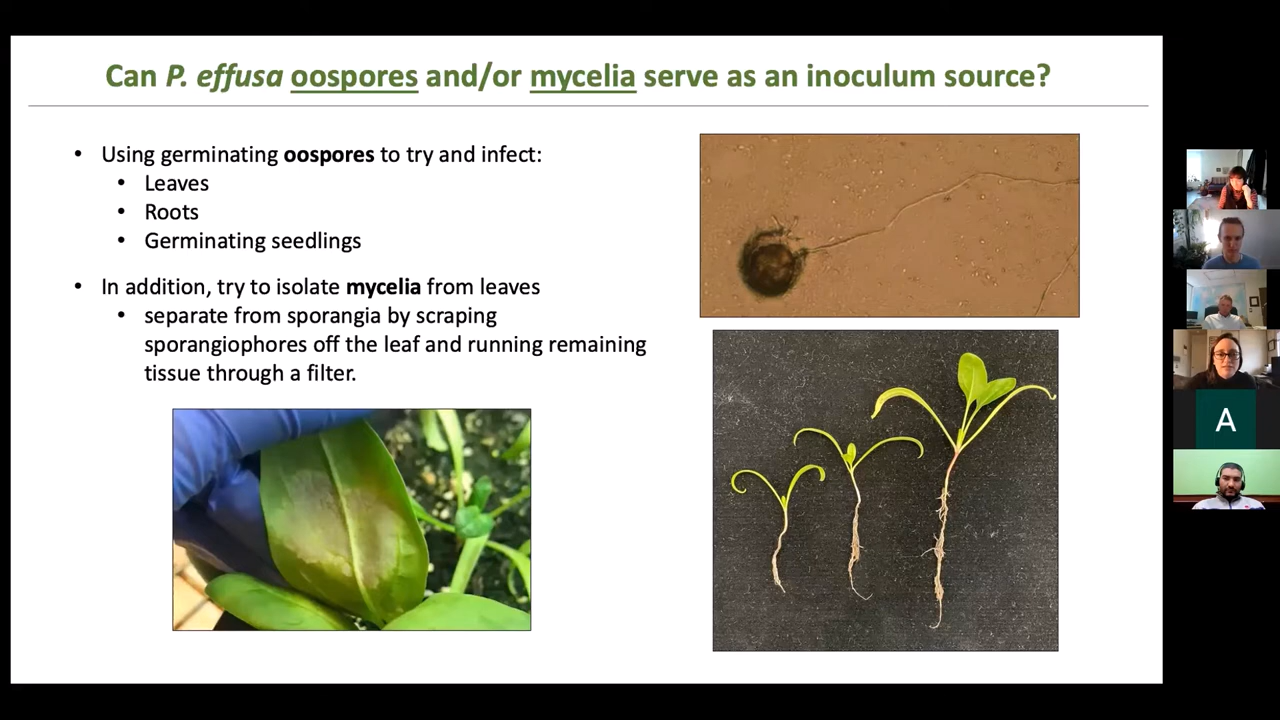 Can P. effusa oospores and/or mycelia serve as an inoculum source?
• Using germinating oospores to try and infect:
• Leaves
• Roots
• Germinating seedlings
• In addition, try to isolate mycelia from leaves
• separate from sporangia by scraping
sporangiophores off the leaf and running remaining
tissue through a filter.
A